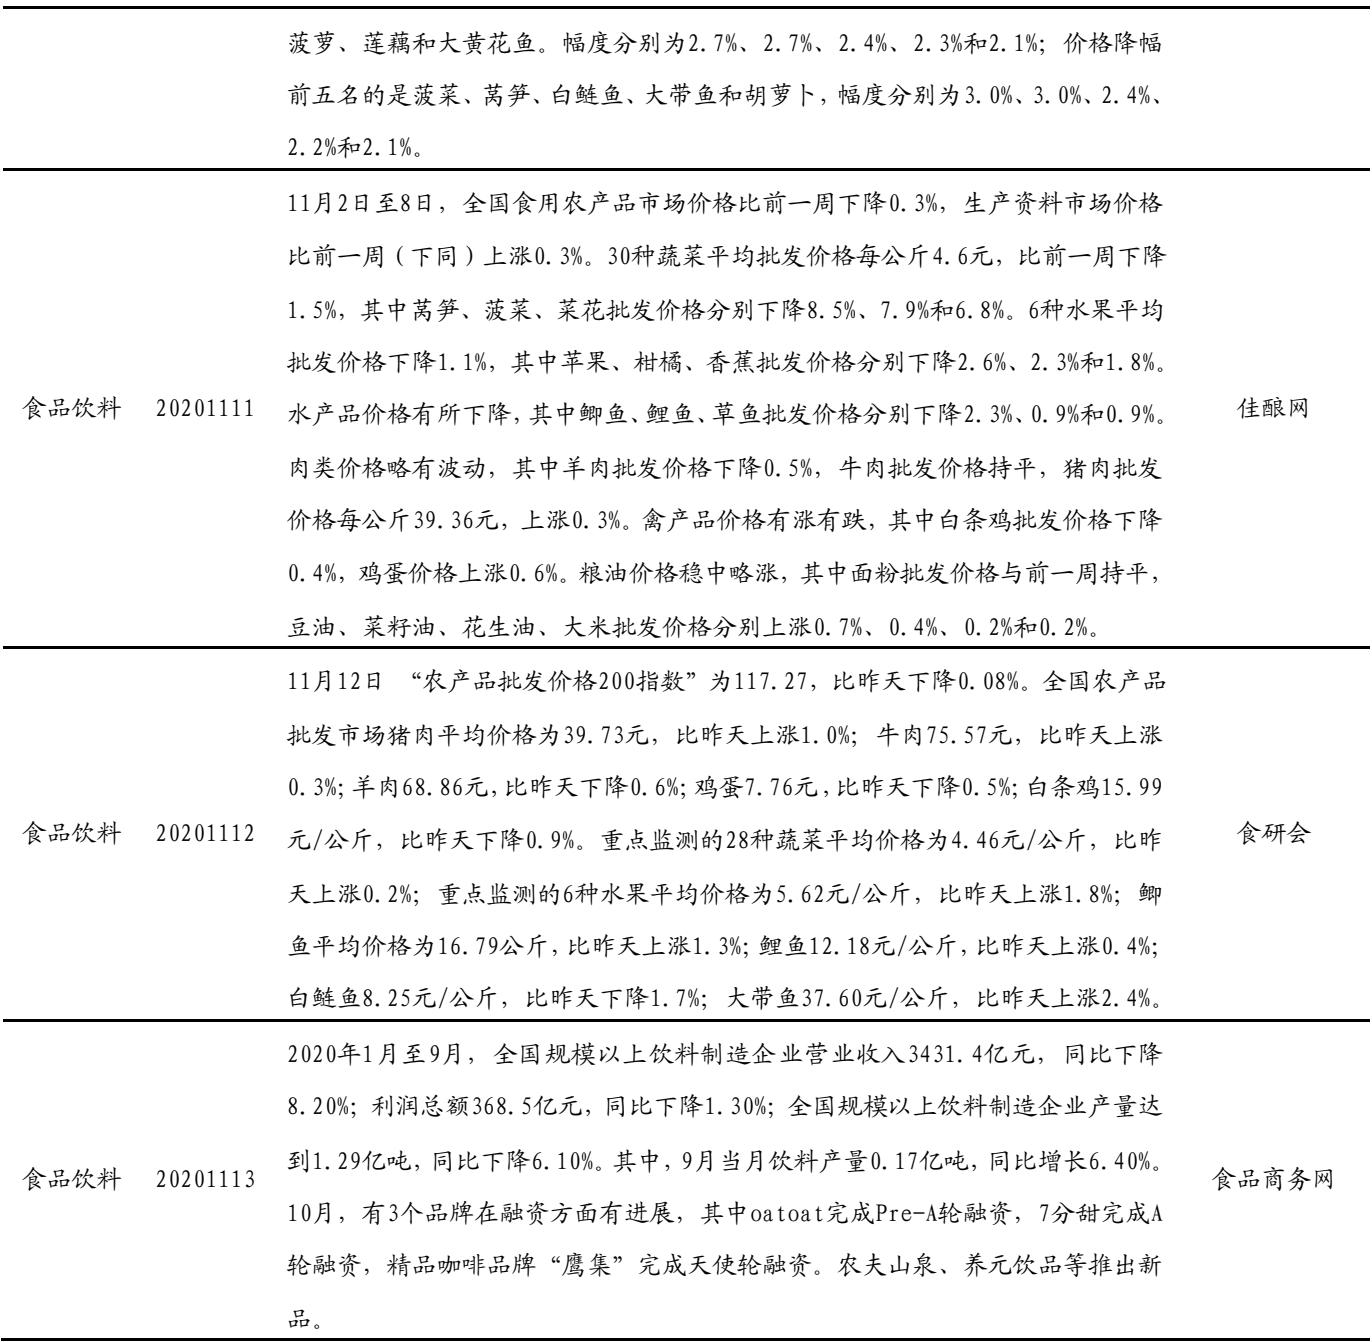 菠萝、莲藕和大黄花鱼。幅度分别为2.7%、2.7%、2.4%、2.3%和2.1%；价格降幅
前五名的是菠菜、莴笋、白鲢鱼、大带鱼和胡萝卜，幅度分别为3.0%、3.0%、2.4%、
2.2%和2.1%。
11月2日至8日，全国食用农产品市场价格比前一周下降0.3%，生产资料市场价格
比前一周（下同）上涨0.3%。30种蔬菜平均批发价格每公斤4.6元，比前一周下降
1.5%，其中莴笋、菠菜、菜花批发价格分别下降8.5%、7.9%和6.8%。6种水果平均
批发价格下降1.1%，其中苹果、柑橘、香蕉批发价格分别下降2.6%、2.3%和1.8%。
食品饮料 20201111 水产品价格有所下降，其中鲫鱼、鲤鱼、草鱼批发价格分别下降2.3%、0.9%和0.9%。 佳酿网
肉类价格略有波动，其中羊肉批发价格下降0.5%，牛肉批发价格持平，猪肉批发
价格每公斤39.36元，上涨0.3%。禽产品价格有涨有跌，其中白条鸡批发价格下降
0.4%，鸡蛋价格上涨0.6%。粮油价格稳中略涨，其中面粉批发价格与前一周持平，
豆油、菜籽油、花生油、大米批发价格分别上涨0.7%、0.4%、0.2%和0.2%。
11月12日 “农产品批发价格200指数”为117.27，比昨天下降0.08%。全国农产品
批发市场猪肉平均价格为39.73元，比昨天上涨1.0%；牛肉75.57元，比昨天上涨
0.3%；羊肉68.86元，比昨天下降0.6%；鸡蛋7.76元，比昨天下降0.5%；白条鸡15.99
食品饮料 20201112 元/公斤，比昨天下降0.9%。重点监测的28种蔬菜平均价格为4.46元/公斤，比昨 食研会
天上涨0.2%；重点监测的6种水果平均价格为5.62元/公斤，比昨天上涨1.8%；鲫
鱼平均价格为16.79公斤，比昨天上涨1.3%；鲤鱼12.18元/公斤，比昨天上涨0.4%；
白鲢鱼8.25元/公斤，比昨天下降1.7%；大带鱼37.60元/公斤，比昨天上涨2.4%。
2020年1月至9月，全国规模以上饮料制造企业营业收入3431.4亿元，同比下降
8.20%；利润总额368.5亿元，同比下降1.30%；全国规模以上饮料制造企业产量达
食品饮料 20201113 到1.29亿吨，同比下降6.10%。其中，9月当月饮料产量0.17亿吨，同比增长6.40%。 食品商务网
10月，有3个品牌在融资方面有进展，其中oatoat完成Pre-A轮融资，7分甜完成A
轮融资，精品咖啡品牌“鹰集”完成天使轮融资。农夫山泉、养元饮品等推出新
品。